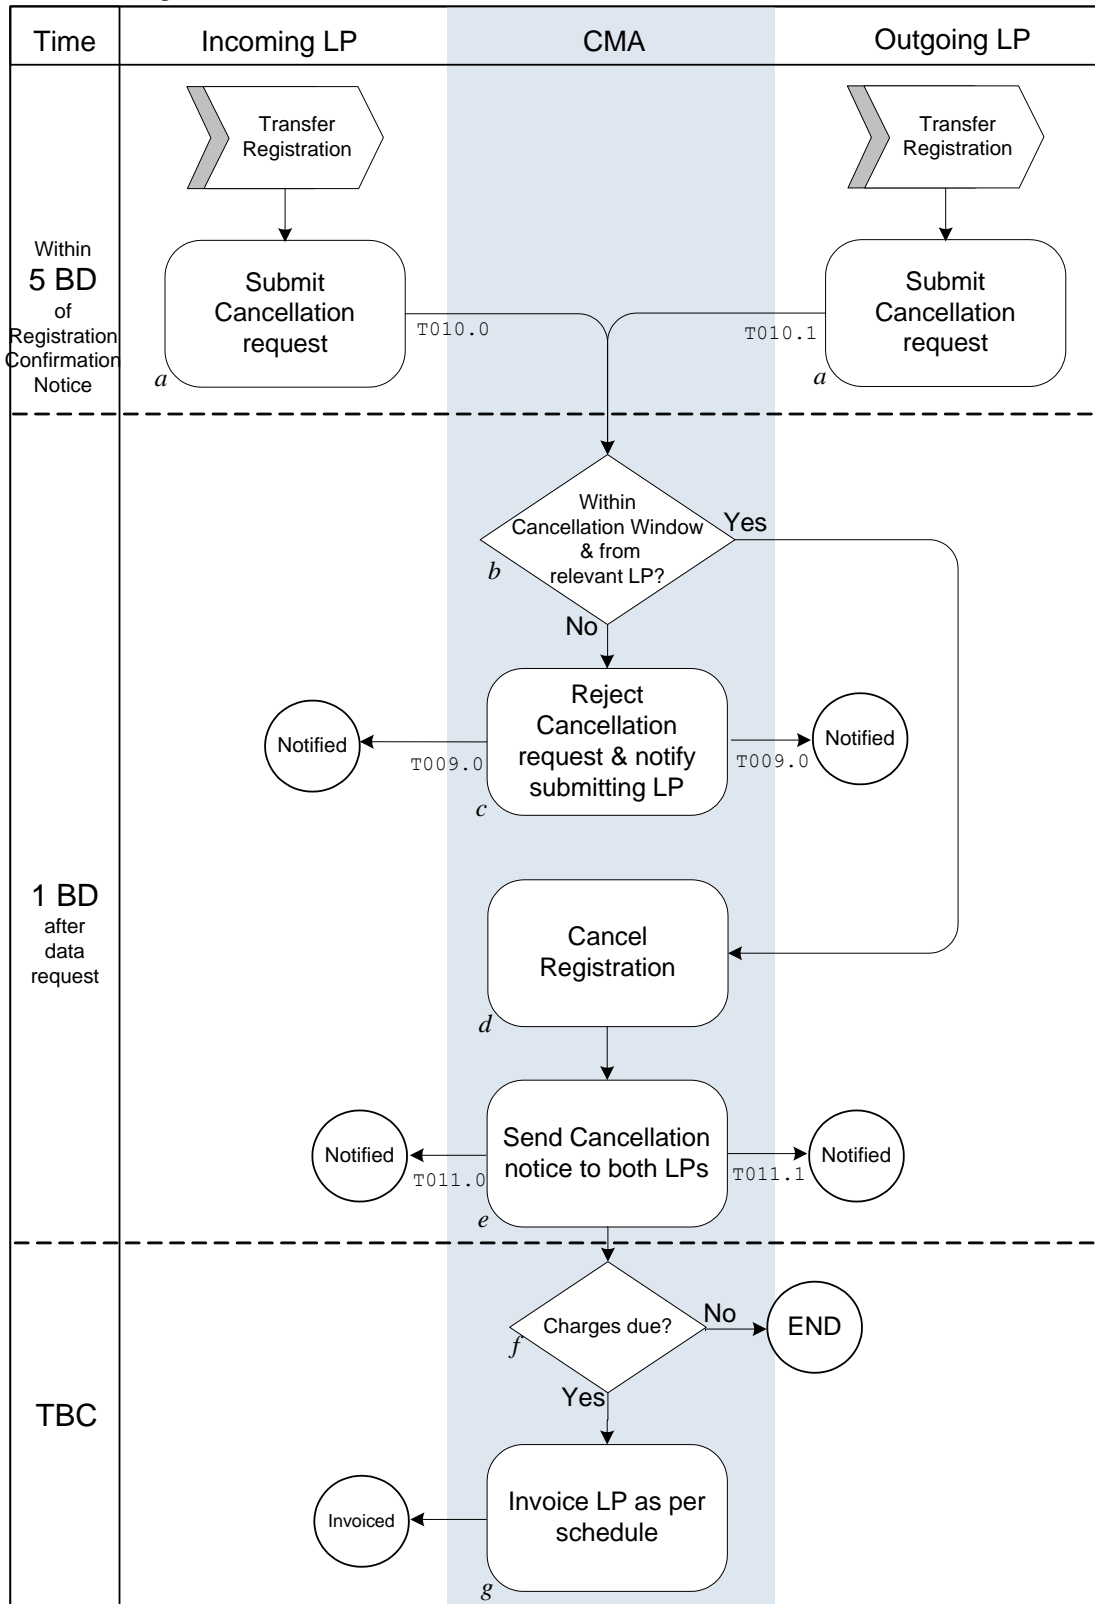 Time
Incoming LP
CMA
Outgoing LP
Transfer
Registration
Transfer
Registration
Within
5 BD
of
Registration
Confirmation
Notice
Submit
Cancellation
request
a
T010.0
T010.1
Submit
Cancellation
request
a
Within
Cancellation Window
& from
relevant LP?
b
Yes
No
Reject
Cancellation
request & notify
submitting LP
c
Notified
T009.0
T009.0
Notified
1 BD
after
data
request
Cancel
Registration
d
Send Cancellation
notice to both LPs
e
Notified
T011.0
T011.1
Notified
Charges due?
f
No
END
Yes
TBC
Invoice LP as per
schedule
g
Invoiced